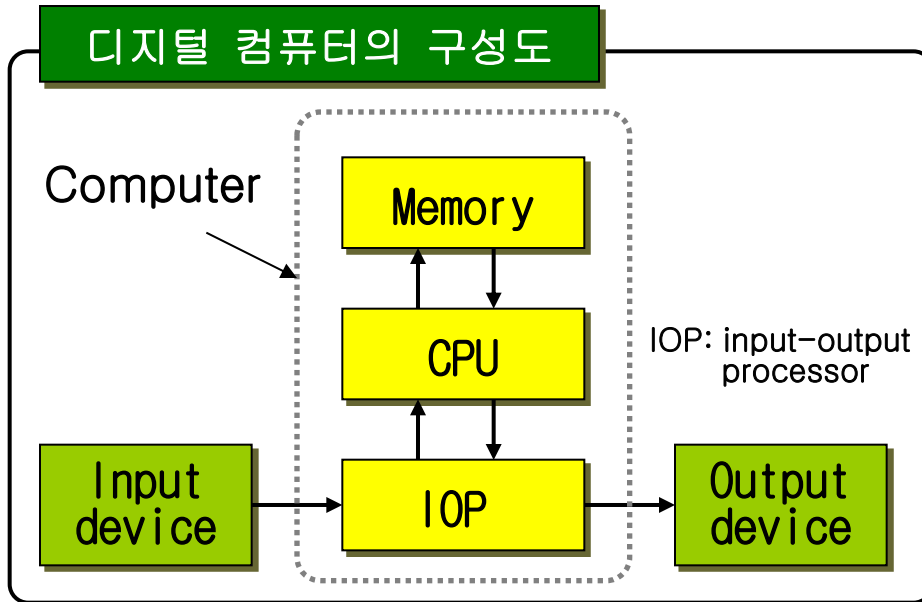 디지털 컴퓨터의 구성도
Computer
Memory
CPU
IOP: input-output
processor
Input
device
IOP
Output
device